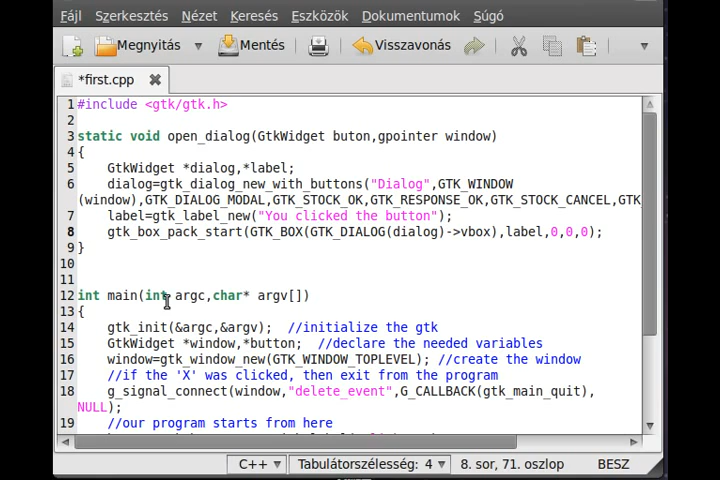 Fájl Szerkesztés Nézet Keresés Eszközök Dokumentumok Súgó
Megnyitás Mentés Visszavonás
*first.cpp
1 #include <gtk/gtk.h>
2
3 static void open_dialog(GtkWidget buton,gpointer window)
4 {
5 GtkWidget *dialog,*label;
6 dialog=gtk_dialog_new_with_buttons("Dialog",GTK_WINDOW
(window),GTK_DIALOG_MODAL,GTK_STOCK_OK,GTK_RESPONSE_OK,GTK_STOCK_CANCEL,GTK
7 label=gtk_label_new("You clicked the button");
8 gtk_box_pack_start(GTK_BOX(GTK_DIALOG(dialog)->vbox),label,0,0,0);
9 }
10
11
12 int main(int argc,char* argv[])
13 {
14 gtk_init(&argc,&argv); //initialize the gtk
15 GtkWidget *window,*button; //declare the needed variables
16 window=gtk_window_new(GTK_WINDOW_TOPLEVEL); //create the window
17 //if the 'X' was clicked, then exit from the program
18 g_signal_connect(window,"delete_event",G_CALLBACK(gtk_main_quit),
NULL);
19 //our program starts from here
C++ Tabulátorszélesség: 4 8. sor, 71. oszlop BESZ